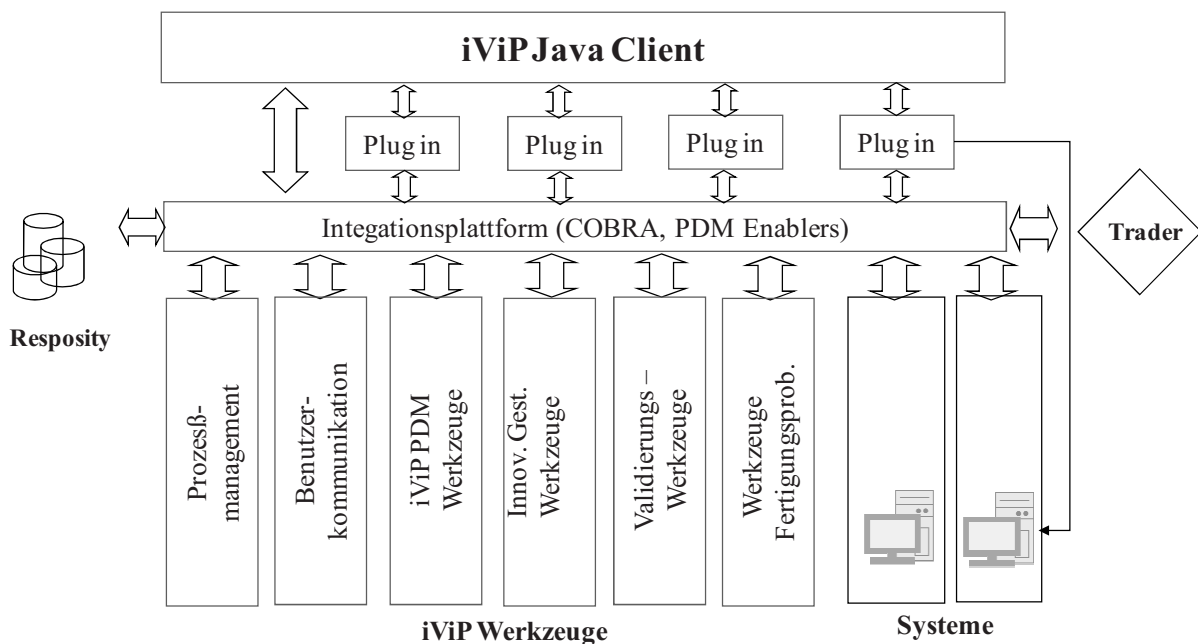 iViP Java Client
Plug in
Plug in
Plug in
Plug in
Integationsplattform (COBRA, PDM Enablers)
Trader
Resposity
Prozesß-
management
Benutzer-
kommunikation
iViP PDM
Werkzeuge
Innov. Gest.
Werkzeuge
Validierungs –
Werkzeuge
Werkzeuge
Fertigungsprob.
iViP Werkzeuge
Systeme